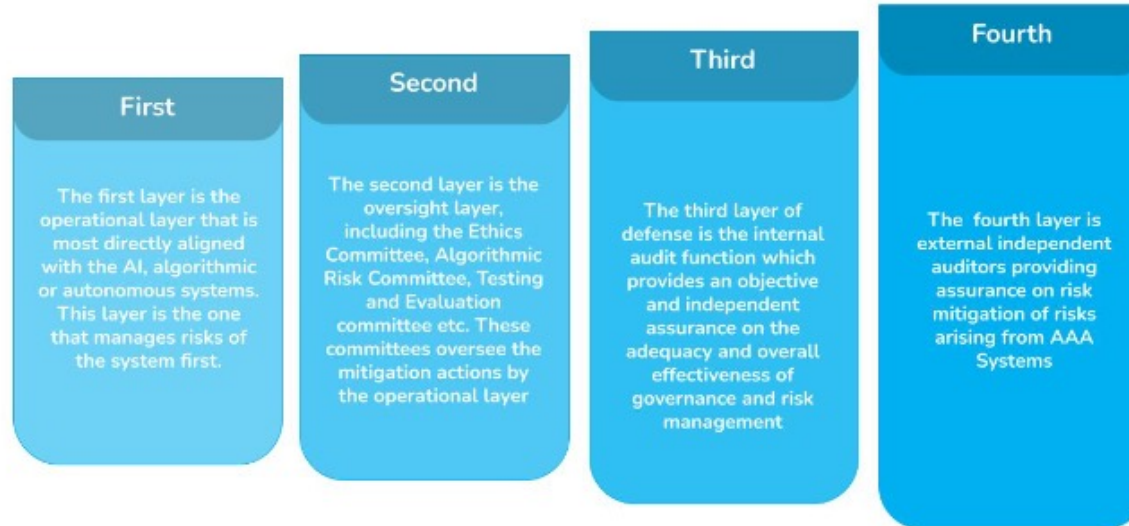 First
The first layer is the
operational layer that is
most directly aligned
with the AI, algorithmic
or autonomous systems.
This layer is the one
that manages risks of
the system first.
Second
The second layer is the
oversight layer,
including the Ethics
Committee, Algorithmic
Risk Committee, Testing
and Evaluation
committee etc. These
committees oversee the
mitigation actions by
the operational layer
Third
The third layer of
defense is the internal
audit function which
provides an objective
and independent
assurance on the
adequacy and overall
effectiveness of
governance and risk
management
Fourth
The fourth layer is
external independent
auditors providing
assurance on risk
mitigation of risks
arising from AAA
Systems